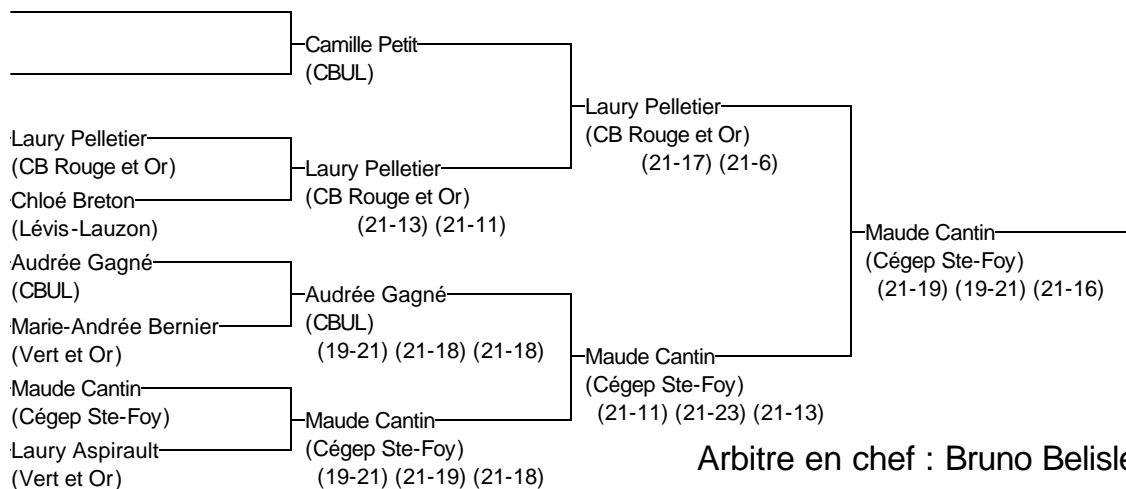 Camille Petit
(CBUL)
Laury Pelletier
(CB Rouge et Or)
(21-17) (21-6)
Laury Pelletier
(CB Rouge et Or)
Laury Pelletier
(CB Rouge et Or)
(21-13) (21-11)
Chloé Breton
(Lévis-Lauzon)
Maude Cantin
(Cégep Ste-Foy)
(21-19) (19-21) (21-16)
Audrée Gagné
(CBUL)
Audrée Gagné
(CBUL)
(19-21) (21-18) (21-18)
Marie-Andrée Bernier
(Vert et Or)
Maude Cantin
(Cégep Ste-Foy)
(21-11) (21-23) (21-13)
Maude Cantin
(Cégep Ste-Foy)
Maude Cantin
(Cégep Ste-Foy)
(19-21) (21-19) (21-18)
Laury Aspirault
(Vert et Or)
Arbitre en chef : Bruno Belisle